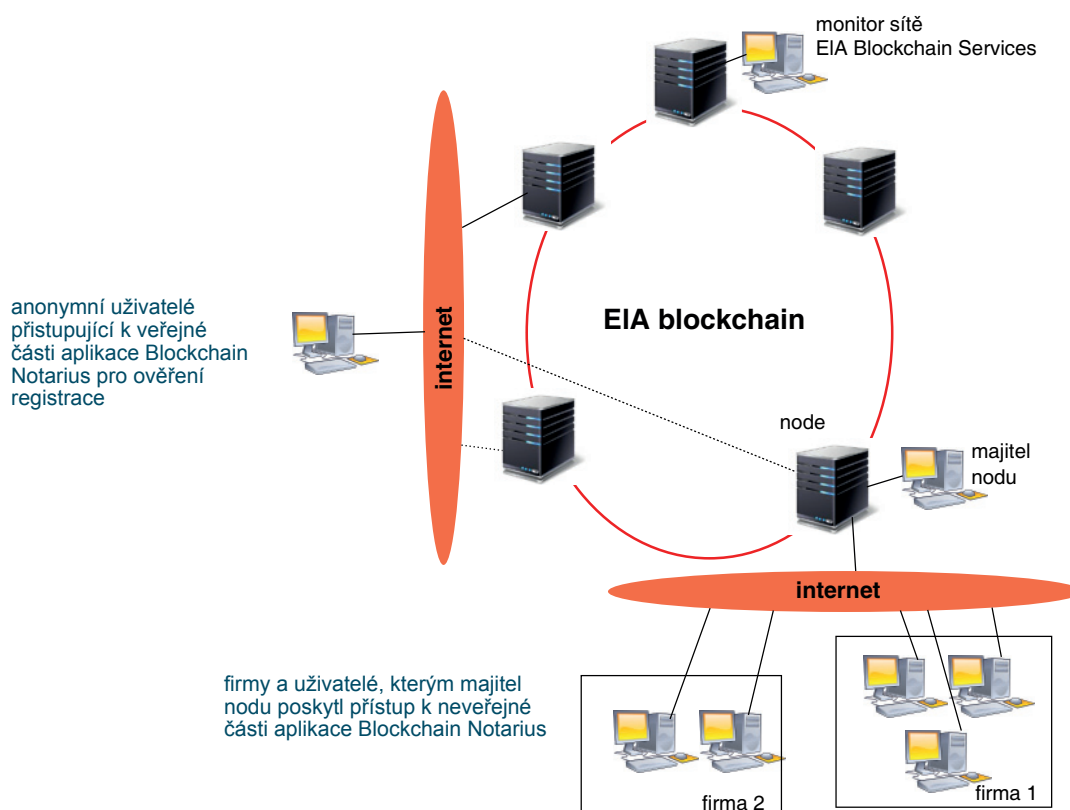 monitor sítě
EIA Blockchain Services
anonymní uživatelé
přistupující k veřejné
části aplikace Blockchain
Notarius pro ověření
registrace
internet
EIA blockchain
node
majitel
nodu
internet
firmy a uživatelé, kterým majitel
nodu poskytl přístup k neveřejné
části aplikace Blockchain Notarius
firma 2
firma 1